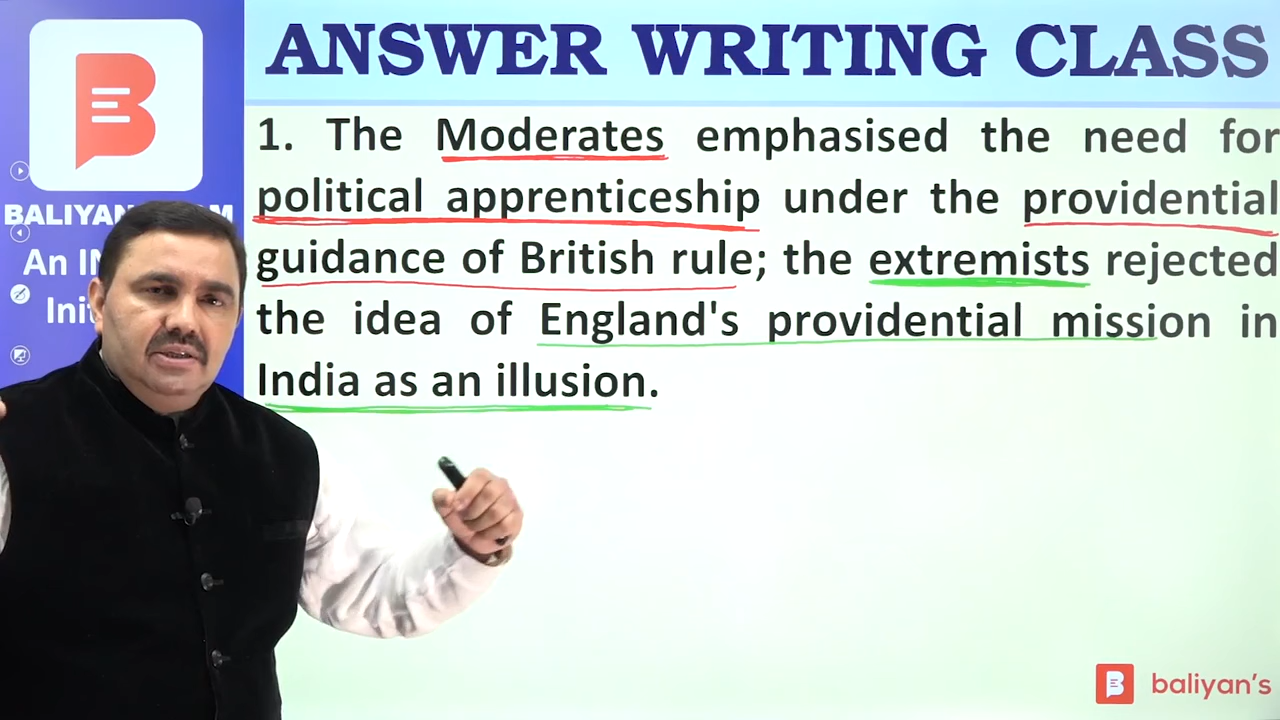 ANSWER WRITING CLASS
1. The Moderates emphasised the need for
political apprenticeship under the providential
guidance of British rule; the extremists rejected
the idea of England's providential mission in
India as an illusion.
B
An
B
baliyan's